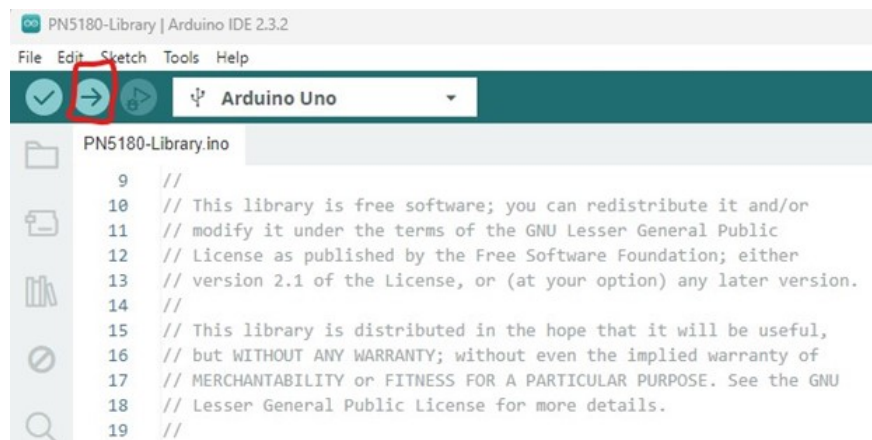 PN5180-Library | Arduino IDE 2.3.2
File Edit Sketch Tools Help
Arduino Uno
PN5180-Library.ino
9 //
10 // This library is free software; you can redistribute it and/or
11 // modify it under the terms of the GNU Lesser General Public
12 // License as published by the Free Software Foundation; either
13 // version 2.1 of the License, or (at your option) any later version.
14 //
15 // This library is distributed in the hope that it will be useful,
16 // but WITHOUT ANY WARRANTY; without even the implied warranty of
17 // MERCHANTABILITY or FITNESS FOR A PARTICULAR PURPOSE. See the GNU
18 // Lesser General Public License for more details.
19 //